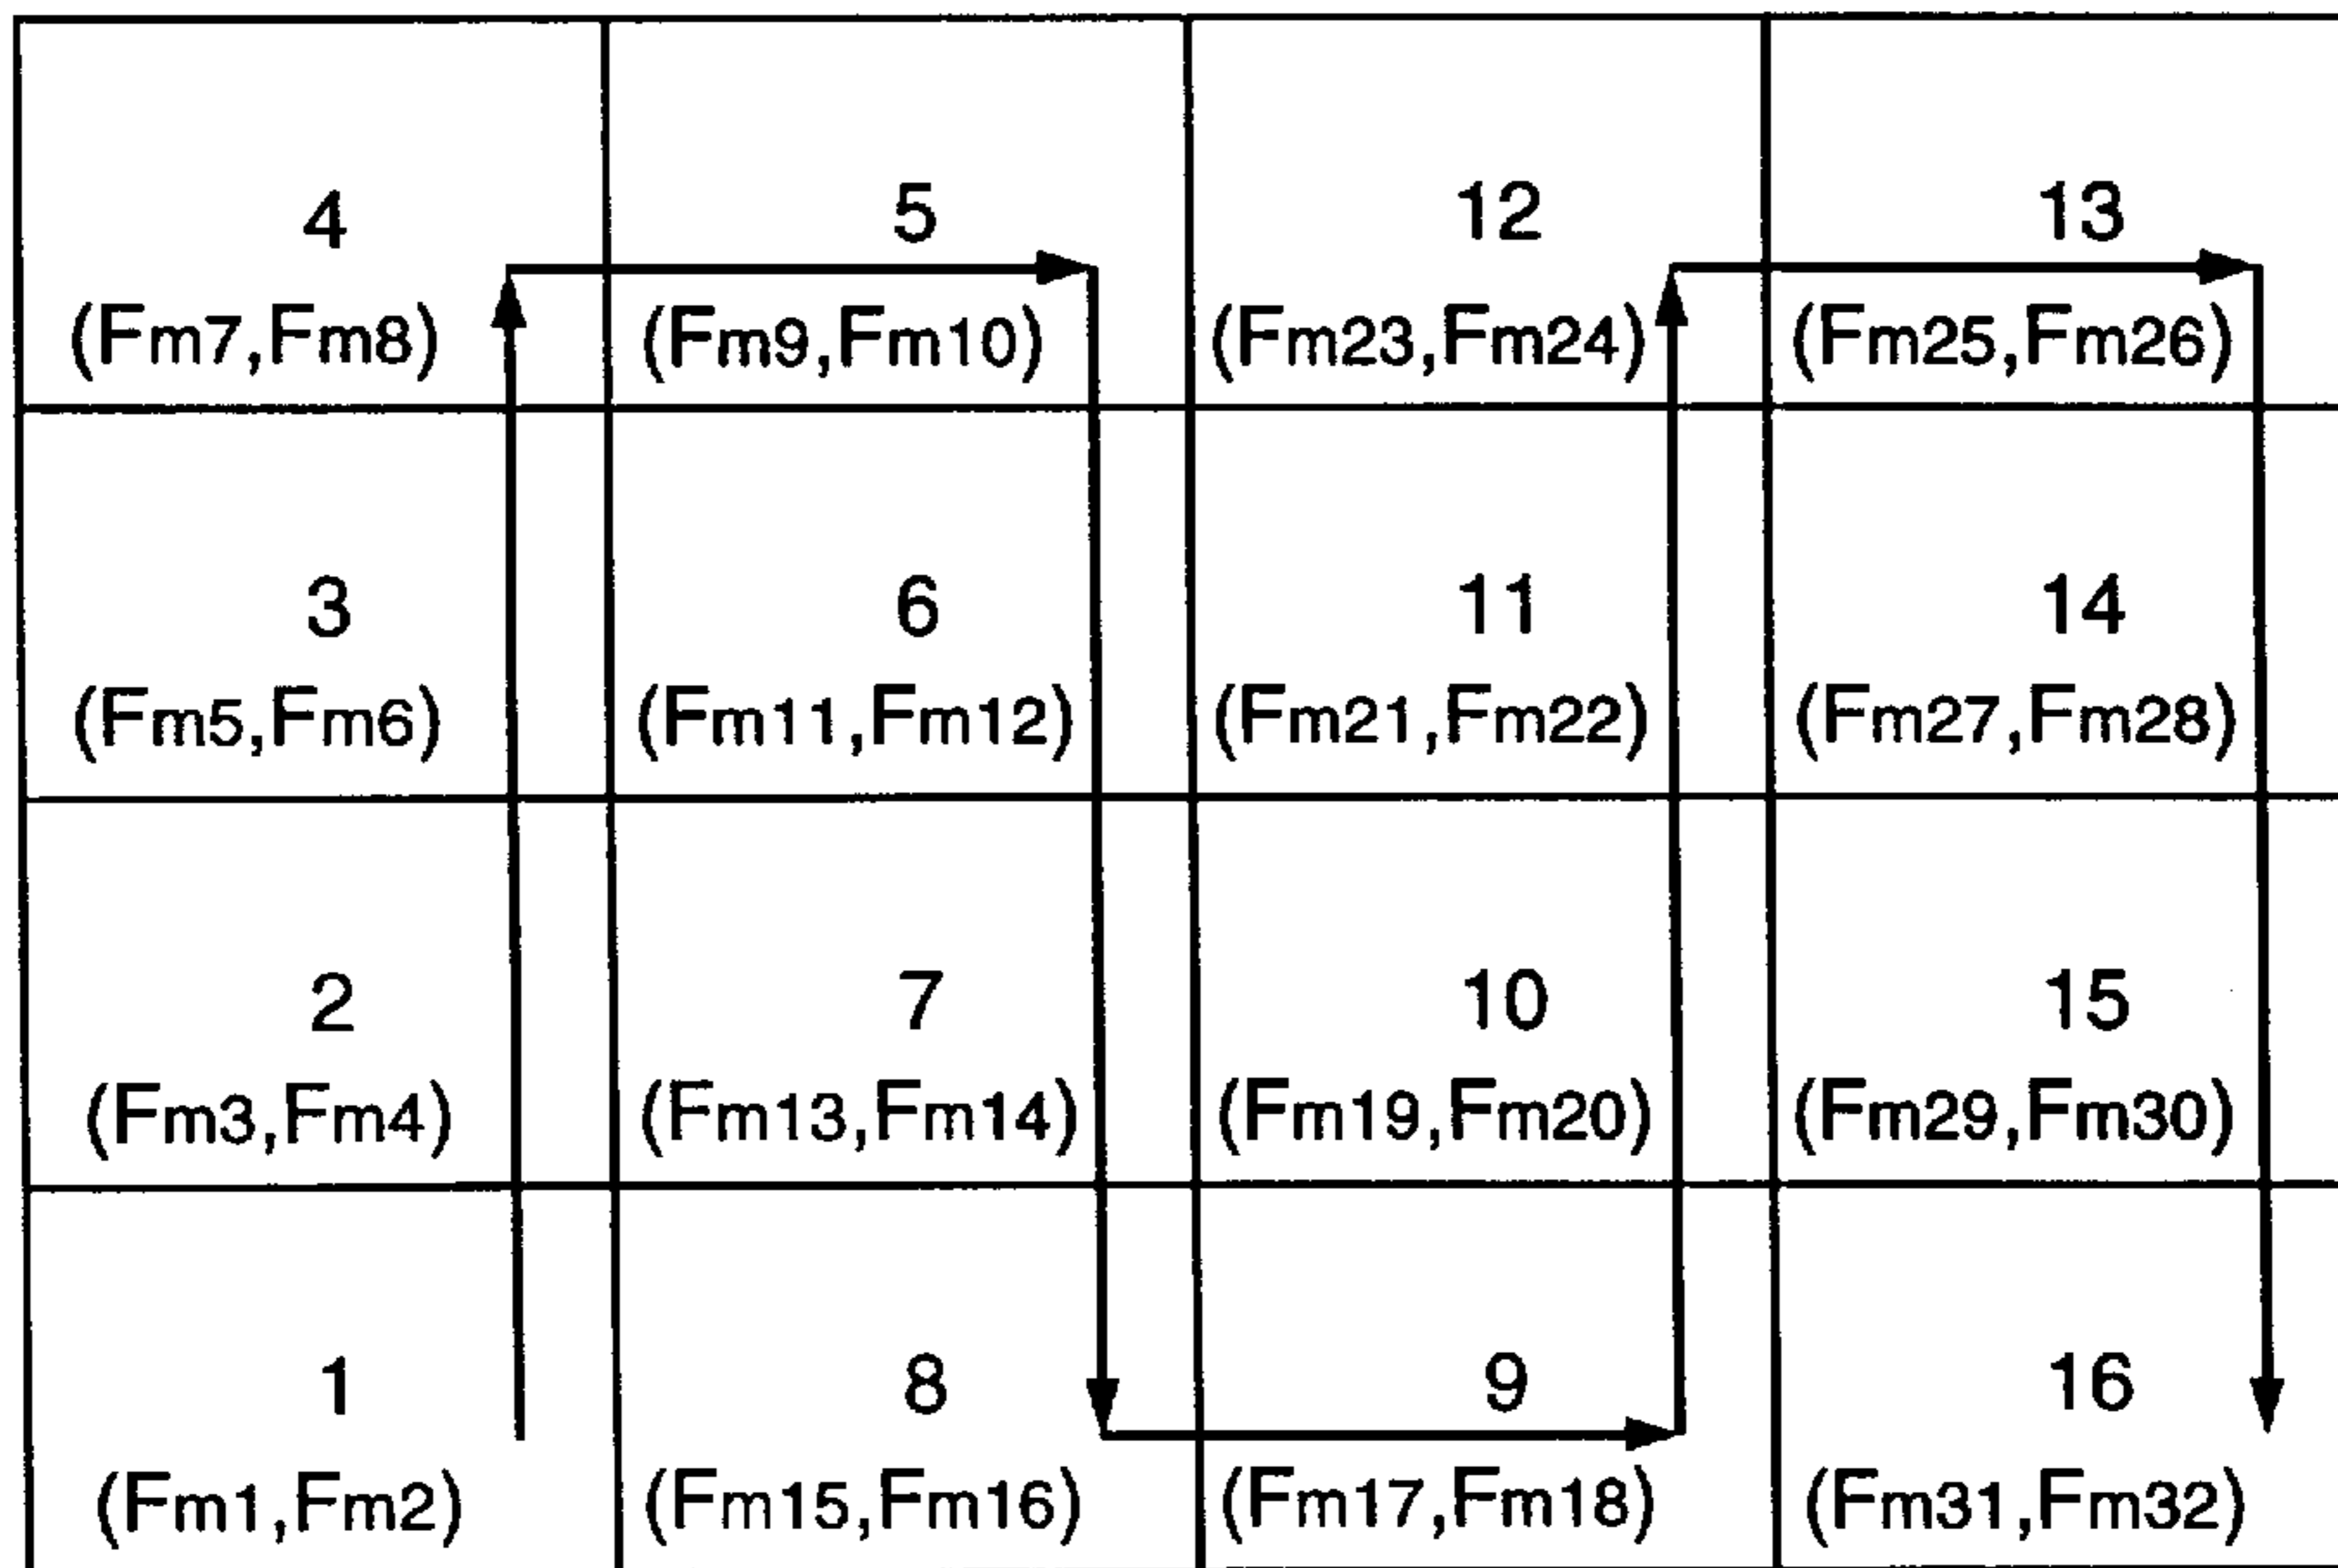 4 5 12 13
(Fm7,Fm8) (Fm9,Fm10) (Fm23,Fm24) (Fm25,Fm26)
3 6 11 14
(Fm5,Fm6) (Fm11,Fm12) (Fm21,Fm22) (Fm27,Fm28)
2 7 10 15
(Fm3,Fm4) (Fm13,Fm14) (Fm19,Fm20) (Fm29,Fm30)
1 8 9 16
(Fm1,Fm2) (Fm15,Fm16) (Fm17,Fm18) (Fm31,Fm32)